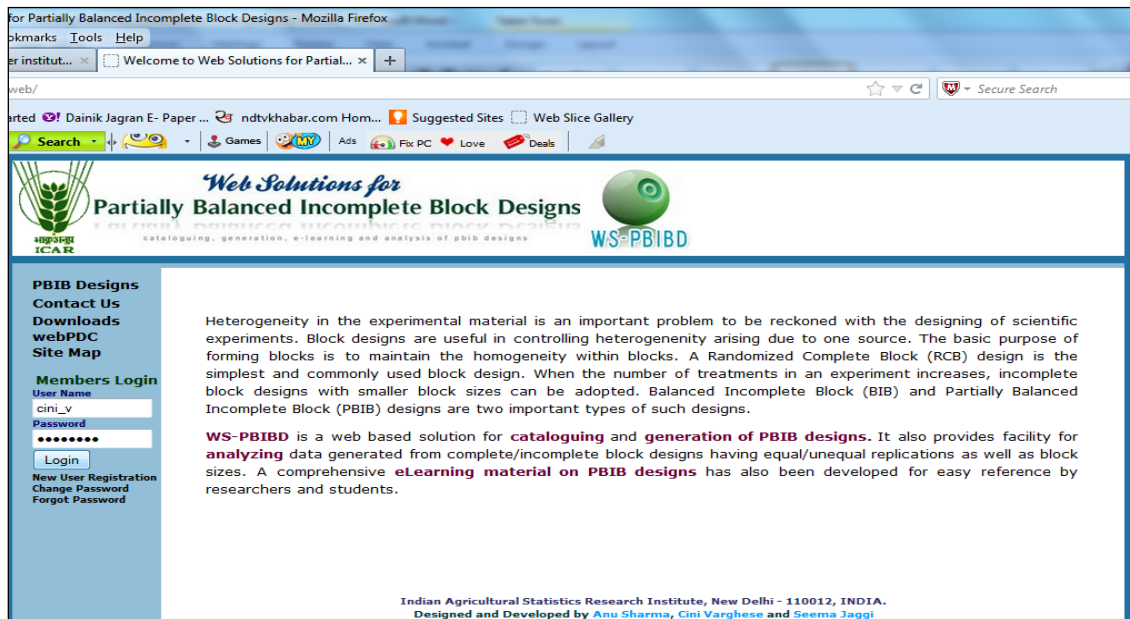 for Partially Balanced Incomplete Block Designs - Mozilla Firefox
okmarks Tools Help
er institut... × Welcome to Web Solutions for Partial... × +
web/ Secure Search
arted Dainik Jagran E- Paper ... ndtvkhabar.com Hom... Suggested Sites Web Slice Gallery
Search Games MY Ads Fix PC Love Deals
Web Solutions for
Partially Balanced Incomplete Block Designs
cataloguing, generation, e-learning and analysis of pbib designs
भाकृअनुप
ICAR
WS-PBIBD
PBIB Designs
Contact Us
Downloads
webPDC
Site Map
Members Login
User Name
cini_v
Password
••••••••
Login
New User Registration
Change Password
Forgot Password
Heterogeneity in the experimental material is an important problem to be reckoned with the designing of scientific
experiments. Block designs are useful in controlling heterogenenity arising due to one source. The basic purpose of
forming blocks is to maintain the homogeneity within blocks. A Randomized Complete Block (RCB) design is the
simplest and commonly used block design. When the number of treatments in an experiment increases, incomplete
block designs with smaller block sizes can be adopted. Balanced Incomplete Block (BIB) and Partially Balanced
Incomplete Block (PBIB) designs are two important types of such designs.
WS-PBIBD is a web based solution for cataloguing and generation of PBIB designs. It also provides facility for
analyzing data generated from complete/incomplete block designs having equal/unequal replications as well as block
sizes. A comprehensive eLearning material on PBIB designs has also been developed for easy reference by
researchers and students.
Indian Agricultural Statistics Research Institute, New Delhi - 110012, INDIA.
Designed and Developed by Anu Sharma, Cini Varghese and Seema Jaggi